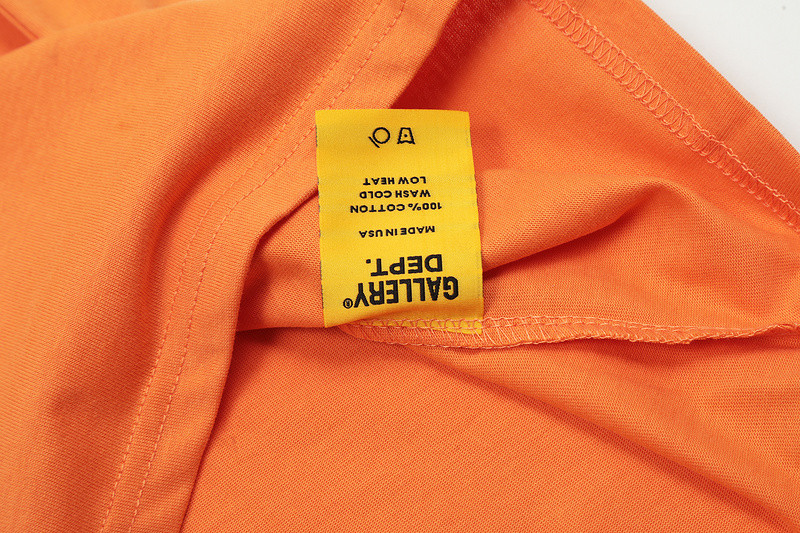 GALLERY®
DEPT.
MADE IN USA
100% COTTON
WASH COLD
LOW HEAT